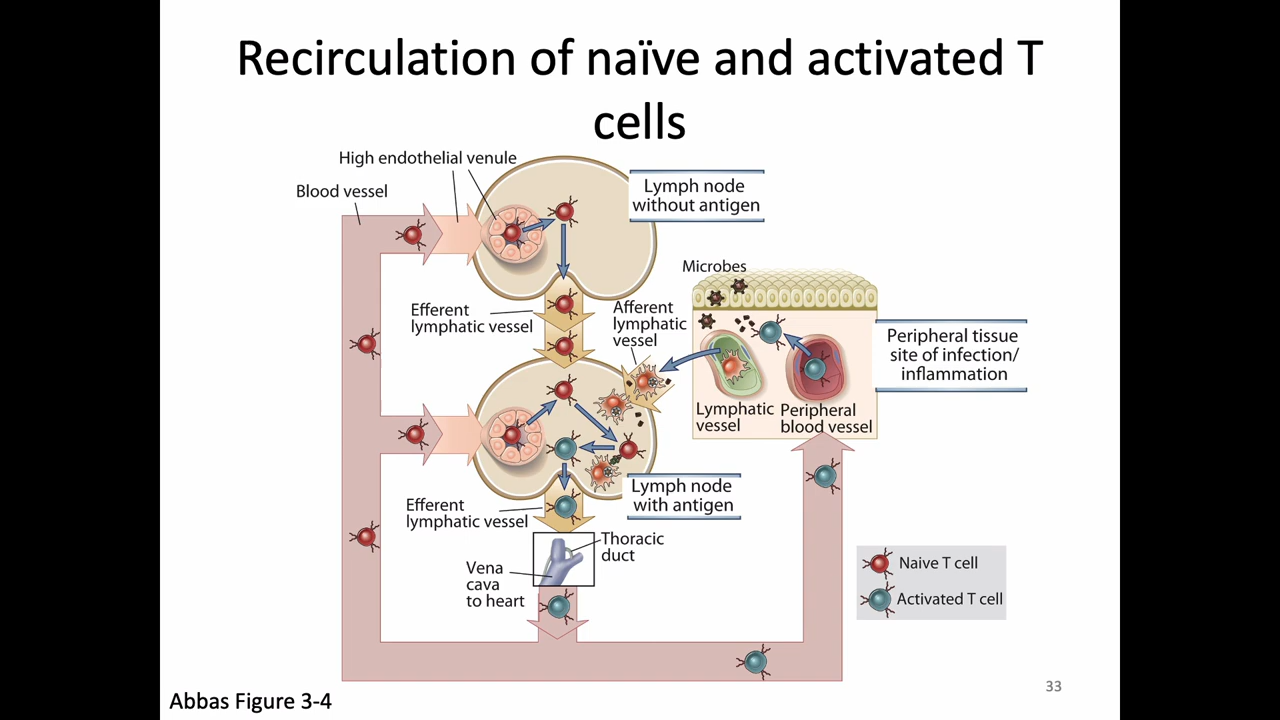 Recirculation of naïve and activated T
cells
High endothelial venule
Blood vessel
Lymph node
without antigen
Microbes
Efferent
lymphatic vessel
Afferent
lymphatic
vessel
Peripheral tissue
site of infection/
inflammation
Lymphatic
vessel
Peripheral
blood vessel
Lymph node
with antigen
Efferent
lymphatic vessel
Thoracic
duct
Vena
cava
to heart
Naive T cell
Activated T cell
33
Abbas Figure 3-4